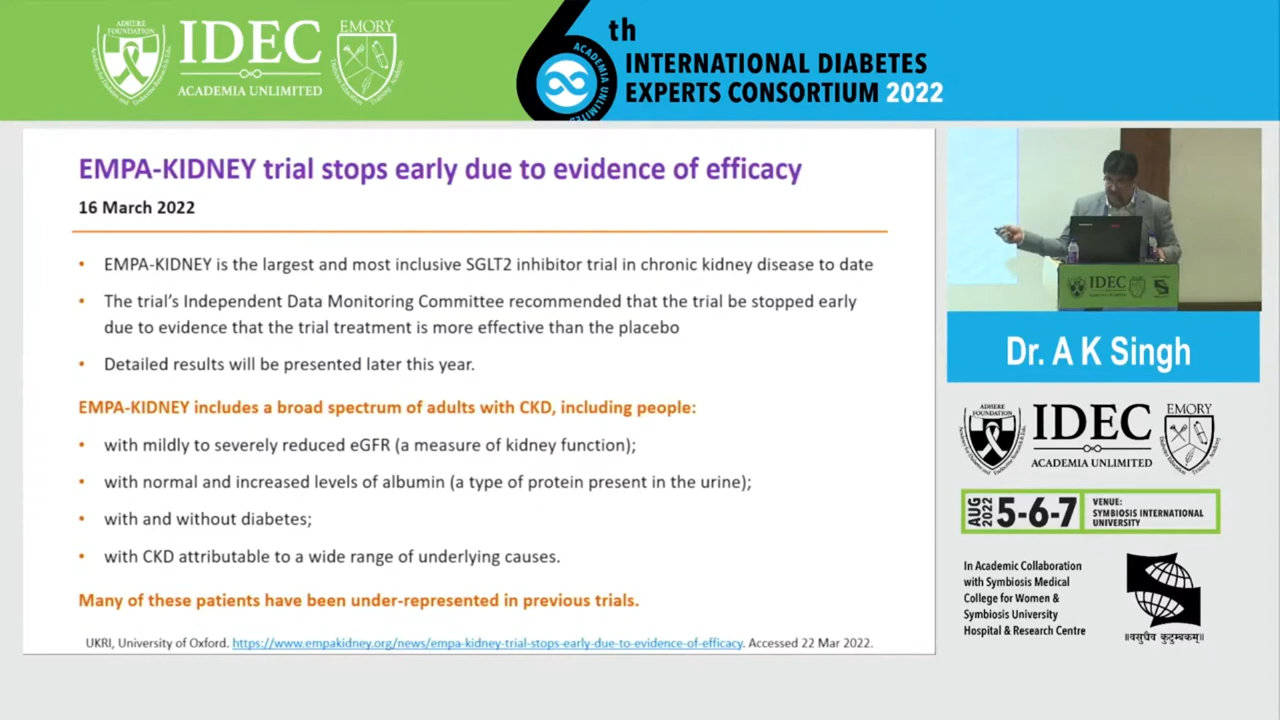 ADHERE
FOUNDATION
IDEC
ACADEMIA UNLIMITED
EMORY
6th
ACADEMIA UNLIMITED
INTERNATIONAL DIABETES
EXPERTS CONSORTIUM 2022
EMPA-KIDNEY trial stops early due to evidence of efficacy
16 March 2022
• EMPA-KIDNEY is the largest and most inclusive SGLT2 inhibitor trial in chronic kidney disease to date
• The trial's Independent Data Monitoring Committee recommended that the trial be stopped early
due to evidence that the trial treatment is more effective than the placebo
• Detailed results will be presented later this year.
EMPA-KIDNEY includes a broad spectrum of adults with CKD, including people:
• with mildly to severely reduced eGFR (a measure of kidney function);
• with normal and increased levels of albumin (a type of protein present in the urine);
• with and without diabetes;
• with CKD attributable to a wide range of underlying causes.
Many of these patients have been under-represented in previous trials.
UKRI, University of Oxford. https://www.empakidney.org/news/empa-kidney-trial-stops-early-due-to-evidence-of-efficacy. Accessed 22 Mar 2022.
IDEC
Dr. A K Singh
ADHERE
FOUNDATION
IDEC
ACADEMIA UNLIMITED
EMORY
AUG 2022
5-6-7
VENUE:
SYMBIOSIS INTERNATIONAL
UNIVERSITY
In Academic Collaboration
with Symbiosis Medical
College for Women &
Symbiosis University
Hospital & Research Centre
॥वसुधैव कुटुम्बकम्॥